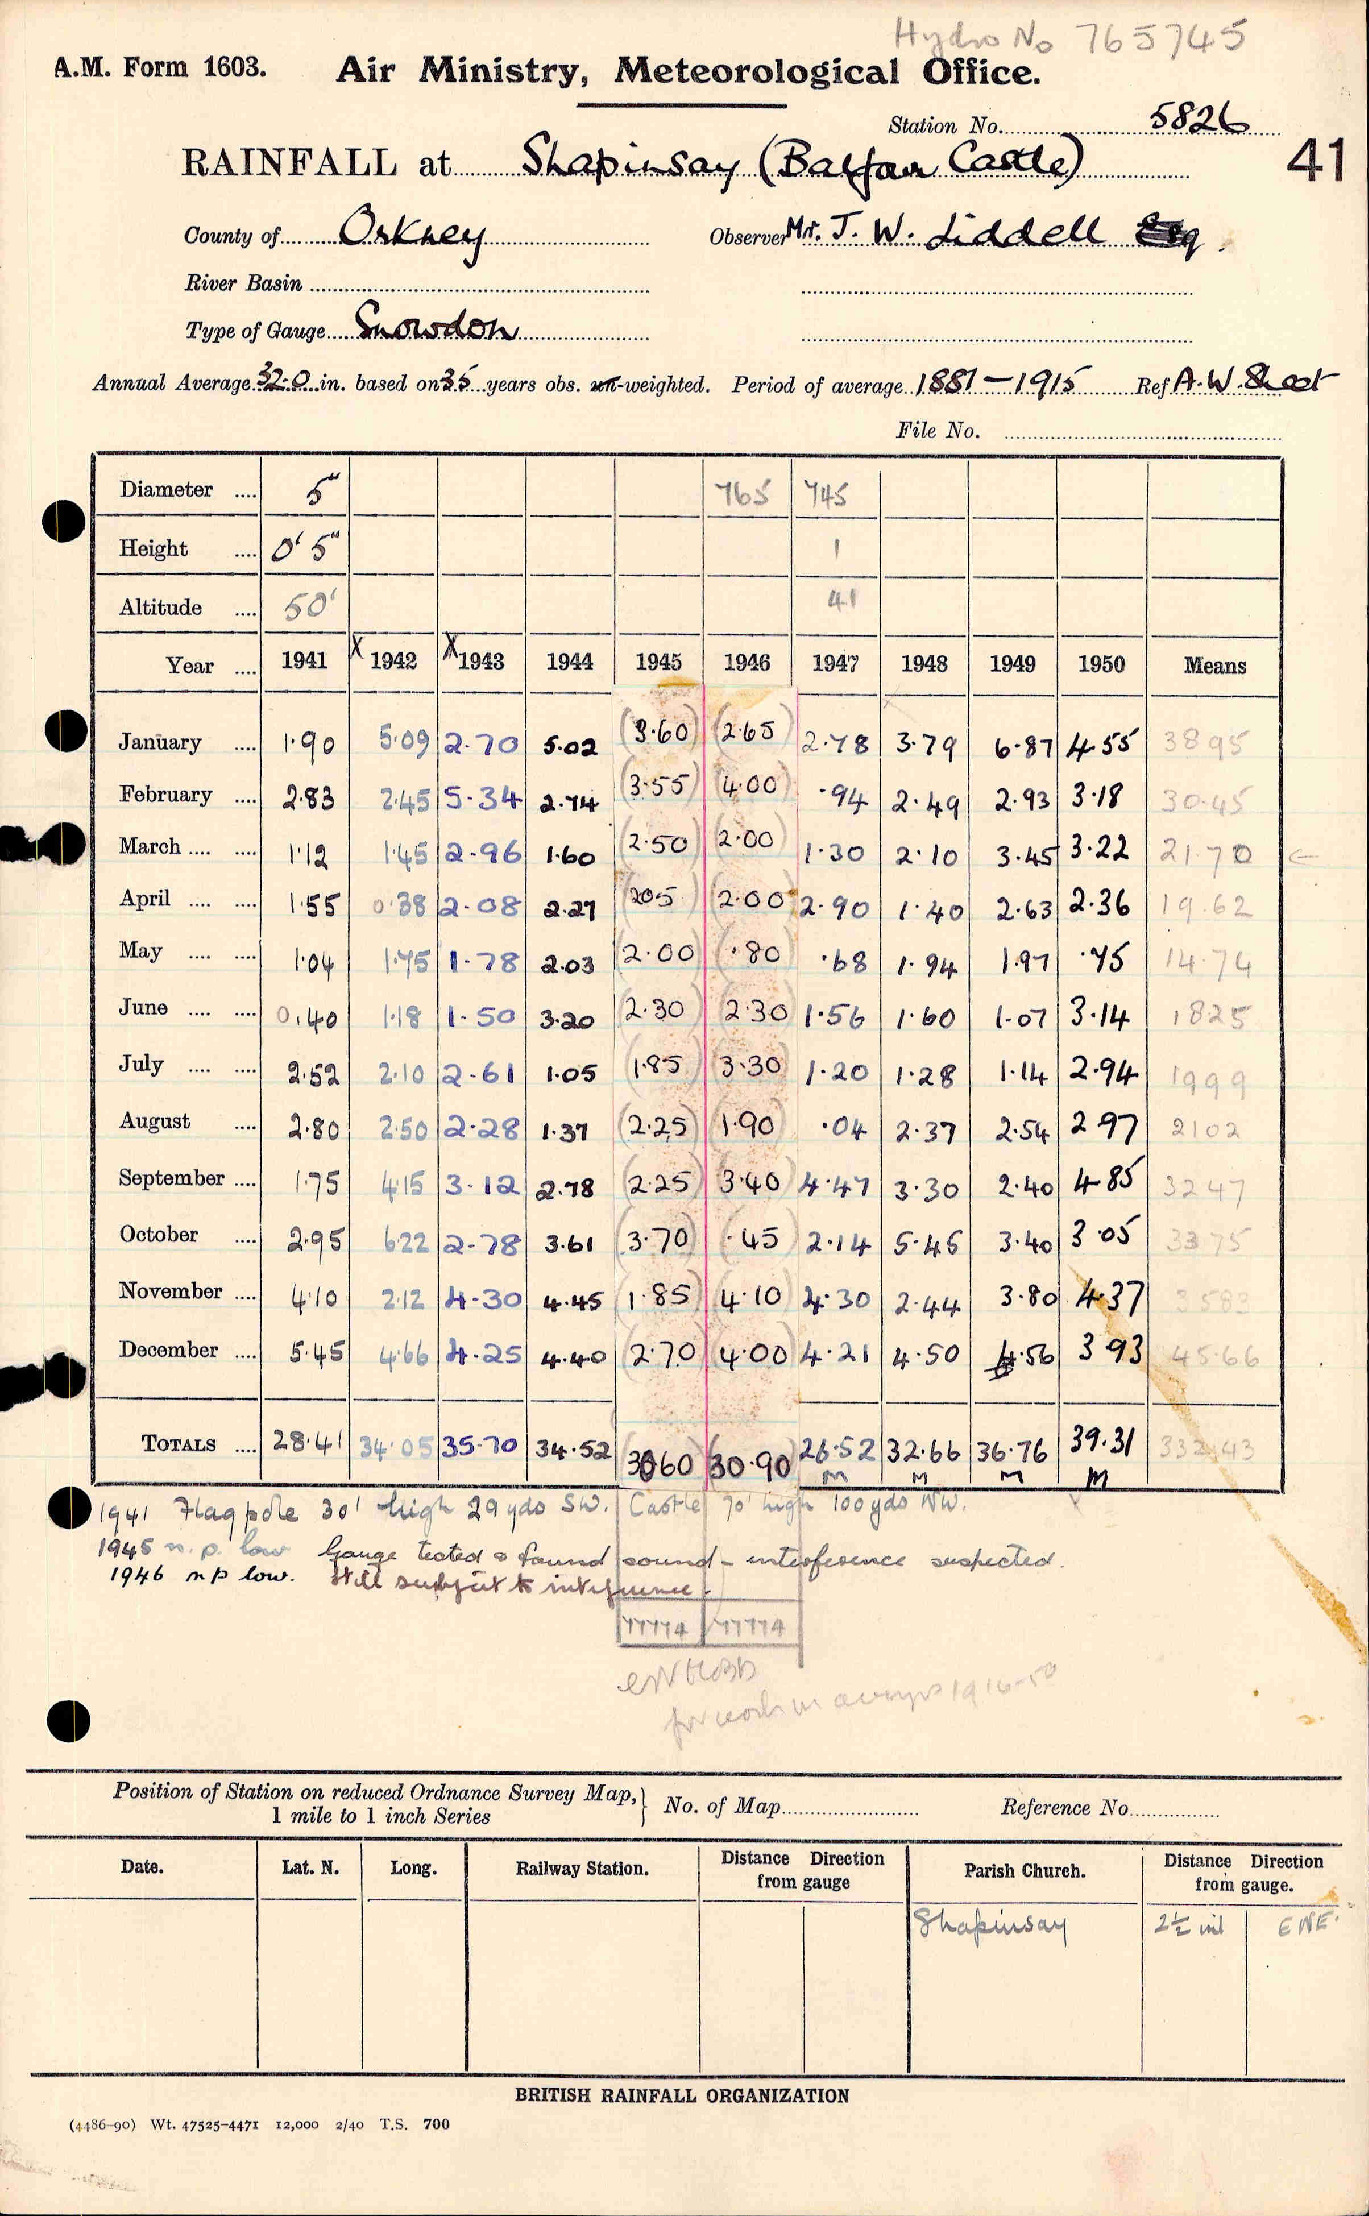 Hydro No 765745
A.M. Form 1603. Air Ministry, Meteorological Office.
Station No. 5826
41
RAINFALL at Shapinsay (Balfour Castle)
County of Orkney Observer Mr. J. W. Liddell Esq.
River Basin
Type of Gauge Snowdon
Annual Average 32.0 in. based on 35 years obs. un-weighted. Period of average 1881–1915 Ref A.W. Sheet
File No.
Diameter .... 5" 765 745
Height .... 0' 5" 1
Altitude .... 50' 41
Year .... 1941 X 1942 X 1943 1944 1945 1946 1947 1948 1949 1950 Means
January .... 1.90 5.09 2.70 5.02 (3.60) (2.65) 2.78 3.79 6.87 4.55 3895
February .... 2.83 2.45 5.34 2.74 (3.55) (4.00) .94 2.49 2.93 3.18 30.45
March .... .... 1.12 1.45 2.96 1.60 (2.50) (2.00) 1.30 2.10 3.45 3.22 21.70 ←
April .... .... 1.55 0.38 2.08 2.27 (205) (2.00) 2.90 1.40 2.63 2.36 19.62
May .... .... 1.04 1.75 1.78 2.03 (2.00) (.80) .68 1.94 1.97 .75 14.74
June .... .... 0.40 1.18 1.50 3.20 (2.30) (2.30) 1.56 1.60 1.07 3.14 1825
July .... .... 2.52 2.10 2.61 1.05 (1.85) (3.30) 1.20 1.28 1.14 2.94 1999
August .... 2.80 2.50 2.28 1.37 (2.25) (1.90) .04 2.37 2.54 2.97 2102
September .... 1.75 4.15 3.12 2.78 (2.25) (3.40) 4.47 3.30 2.40 4.85 3247
October .... 2.95 6.22 2.78 3.61 (3.70) (.45) 2.14 5.45 3.40 3.05 3375
November .... 4.10 2.12 4.30 4.45 (1.85) (4.10) 4.30 2.44 3.80 4.37 3583
December .... 5.45 4.66 4.25 4.40 (2.70) (4.00) 4.21 4.50 4.56 3.93 45.66
TOTALS .... 28.41 34.05 35.70 34.52 (3060) (30.90) 26.52 32.66 36.76 39.31 332.43
M M M M
1941 Flagpole 30' high 29 yds SW. Castle 70' high 100 yds NW.
1945 n.p. low Gauge tested & found sound – interference suspected.
1946 n p low. Still subject to interference.
77774 77774
for work in averages 1916-50
Position of Station on reduced Ordnance Survey Map, 1 mile to 1 inch Series } No. of Map Reference No.
Date. Lat. N. Long. Railway Station. Distance Direction from gauge Parish Church. Distance Direction from gauge.
Shapinsay 2½ ml ENE.
BRITISH RAINFALL ORGANIZATION
(4486-90) Wt. 47525-4471 12,000 2/40 T.S. 700